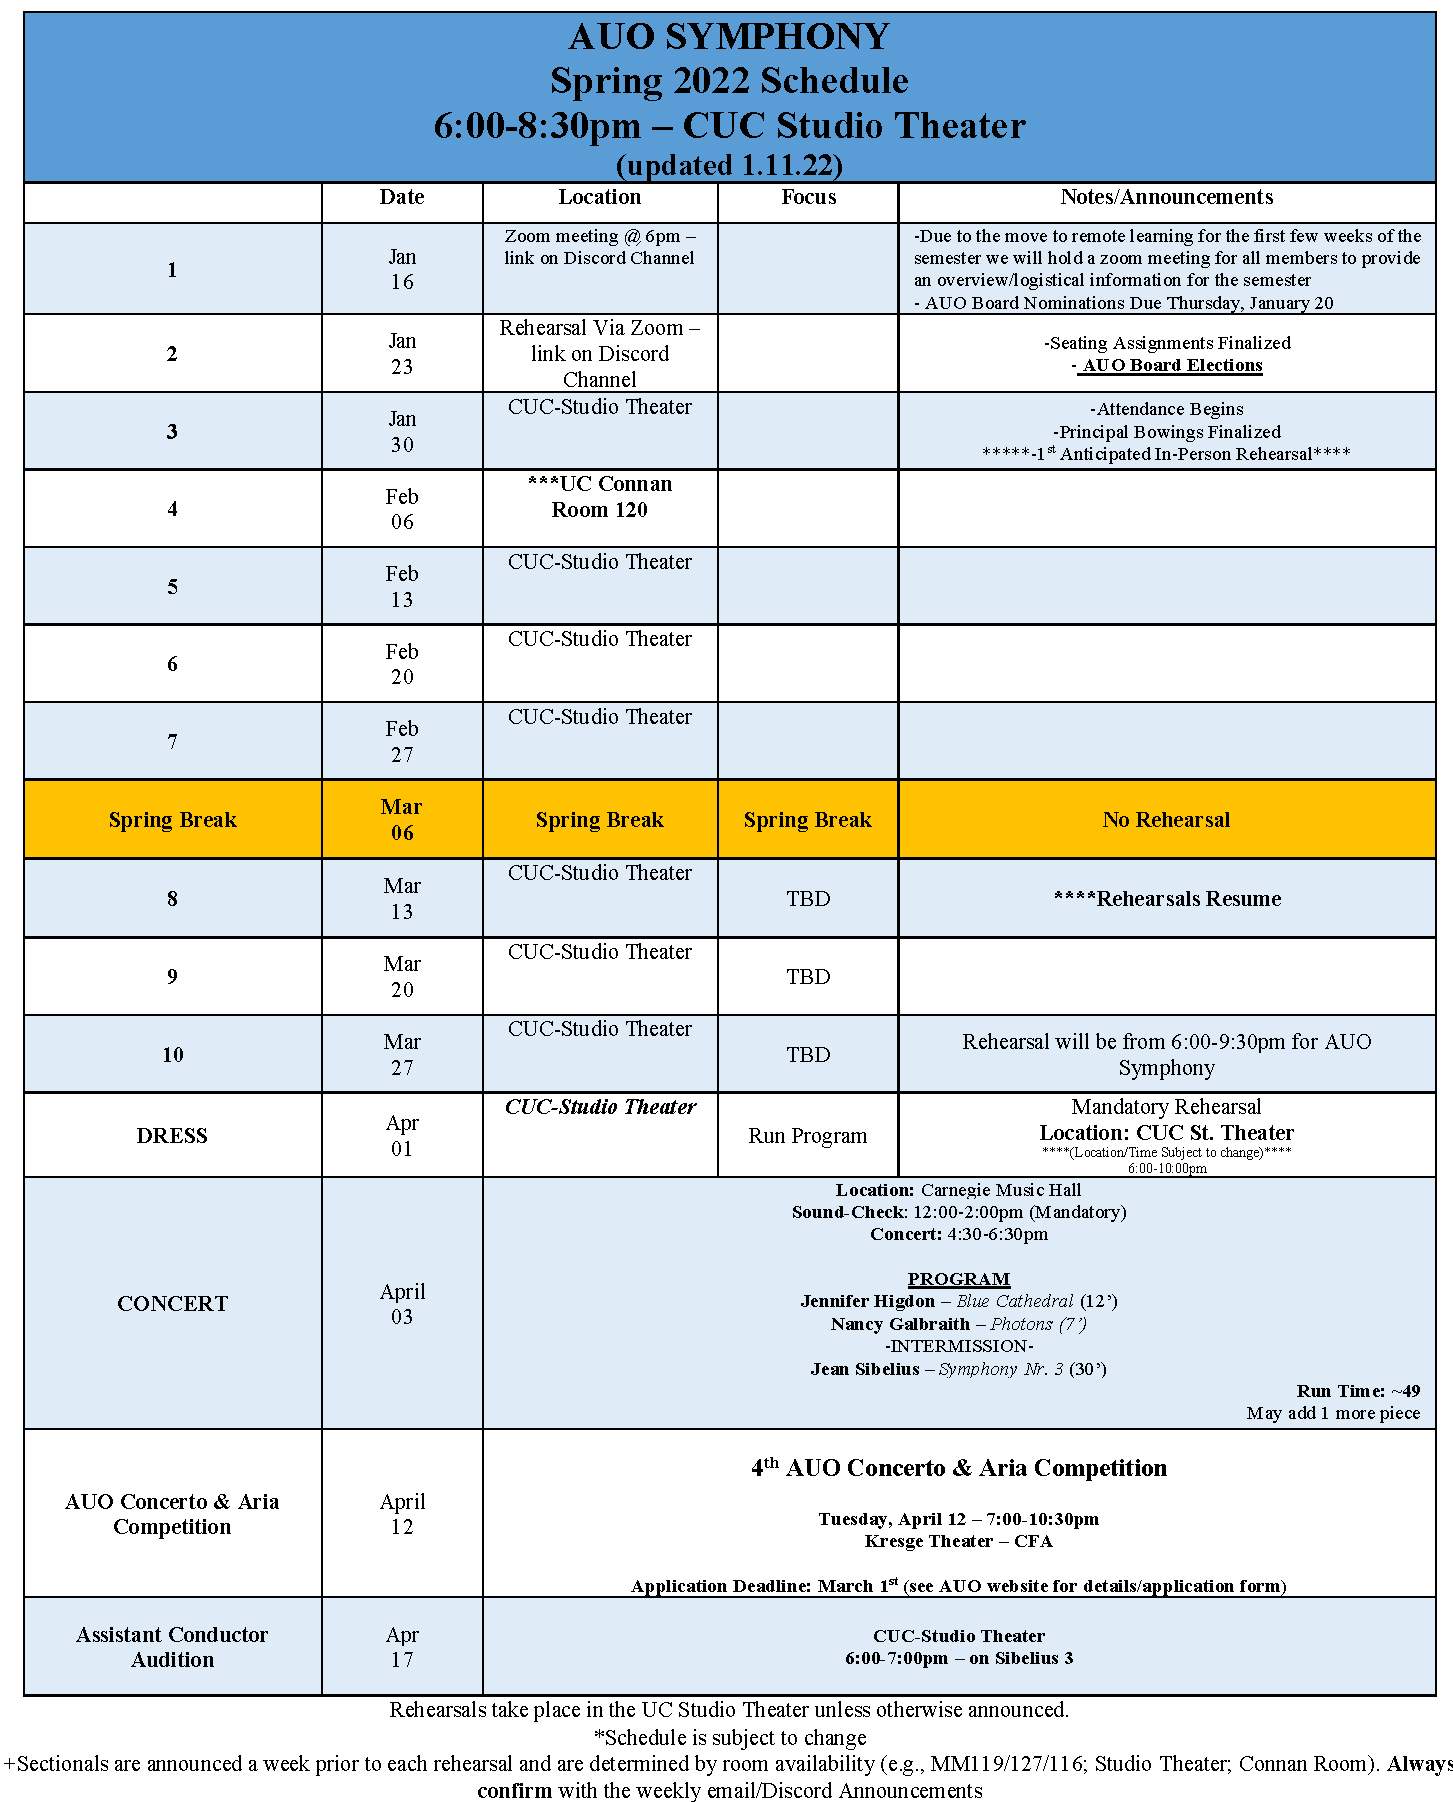 AUO SYMPHONY
Spring 2022 Schedule
6:00-8:30pm – CUC Studio Theater
(updated 1.11.22)
Date Location Focus Notes/Announcements
1
Jan
16
Zoom meeting @ 6pm –
link on Discord Channel
-Due to the move to remote learning for the first few weeks of the
semester we will hold a zoom meeting for all members to provide
an overview/logistical information for the semester
- AUO Board Nominations Due Thursday, January 20
2
Jan
23
Rehearsal Via Zoom –
link on Discord
Channel
-Seating Assignments Finalized
- AUO Board Elections
3
Jan
30
CUC-Studio Theater
-Attendance Begins
-Principal Bowings Finalized
*****-1st Anticipated In-Person Rehearsal****
4
Feb
06
***UC Connan
Room 120
5
Feb
13
CUC-Studio Theater
6
Feb
20
CUC-Studio Theater
7
Feb
27
CUC-Studio Theater
Spring Break
Mar
06
Spring Break
Spring Break
No Rehearsal
8
Mar
13
CUC-Studio Theater
TBD
****Rehearsals Resume
9
Mar
20
CUC-Studio Theater
TBD
10
Mar
27
CUC-Studio Theater
TBD
Rehearsal will be from 6:00-9:30pm for AUO
Symphony
DRESS
Apr
01
CUC-Studio Theater
Run Program
Mandatory Rehearsal
Location: CUC St. Theater
****(Location/Time Subject to change)****
6:00-10:00pm
CONCERT
April
03
Location: Carnegie Music Hall
Sound-Check: 12:00-2:00pm (Mandatory)
Concert: 4:30-6:30pm
PROGRAM
Jennifer Higdon – Blue Cathedral (12’)
Nancy Galbraith – Photons (7’)
-INTERMISSION-
Jean Sibelius – Symphony Nr. 3 (30’)
Run Time: ~49
May add 1 more piece
AUO Concerto & Aria
Competition
April
12
4th AUO Concerto & Aria Competition
Tuesday, April 12 – 7:00-10:30pm
Kresge Theater – CFA
Application Deadline: March 1st (see AUO website for details/application form)
Assistant Conductor
Audition
Apr
17
CUC-Studio Theater
6:00-7:00pm – on Sibelius 3
Rehearsals take place in the UC Studio Theater unless otherwise announced.
*Schedule is subject to change
+Sectionals are announced a week prior to each rehearsal and are determined by room availability (e.g., MM119/127/116; Studio Theater; Connan Room). Always
confirm with the weekly email/Discord Announcements